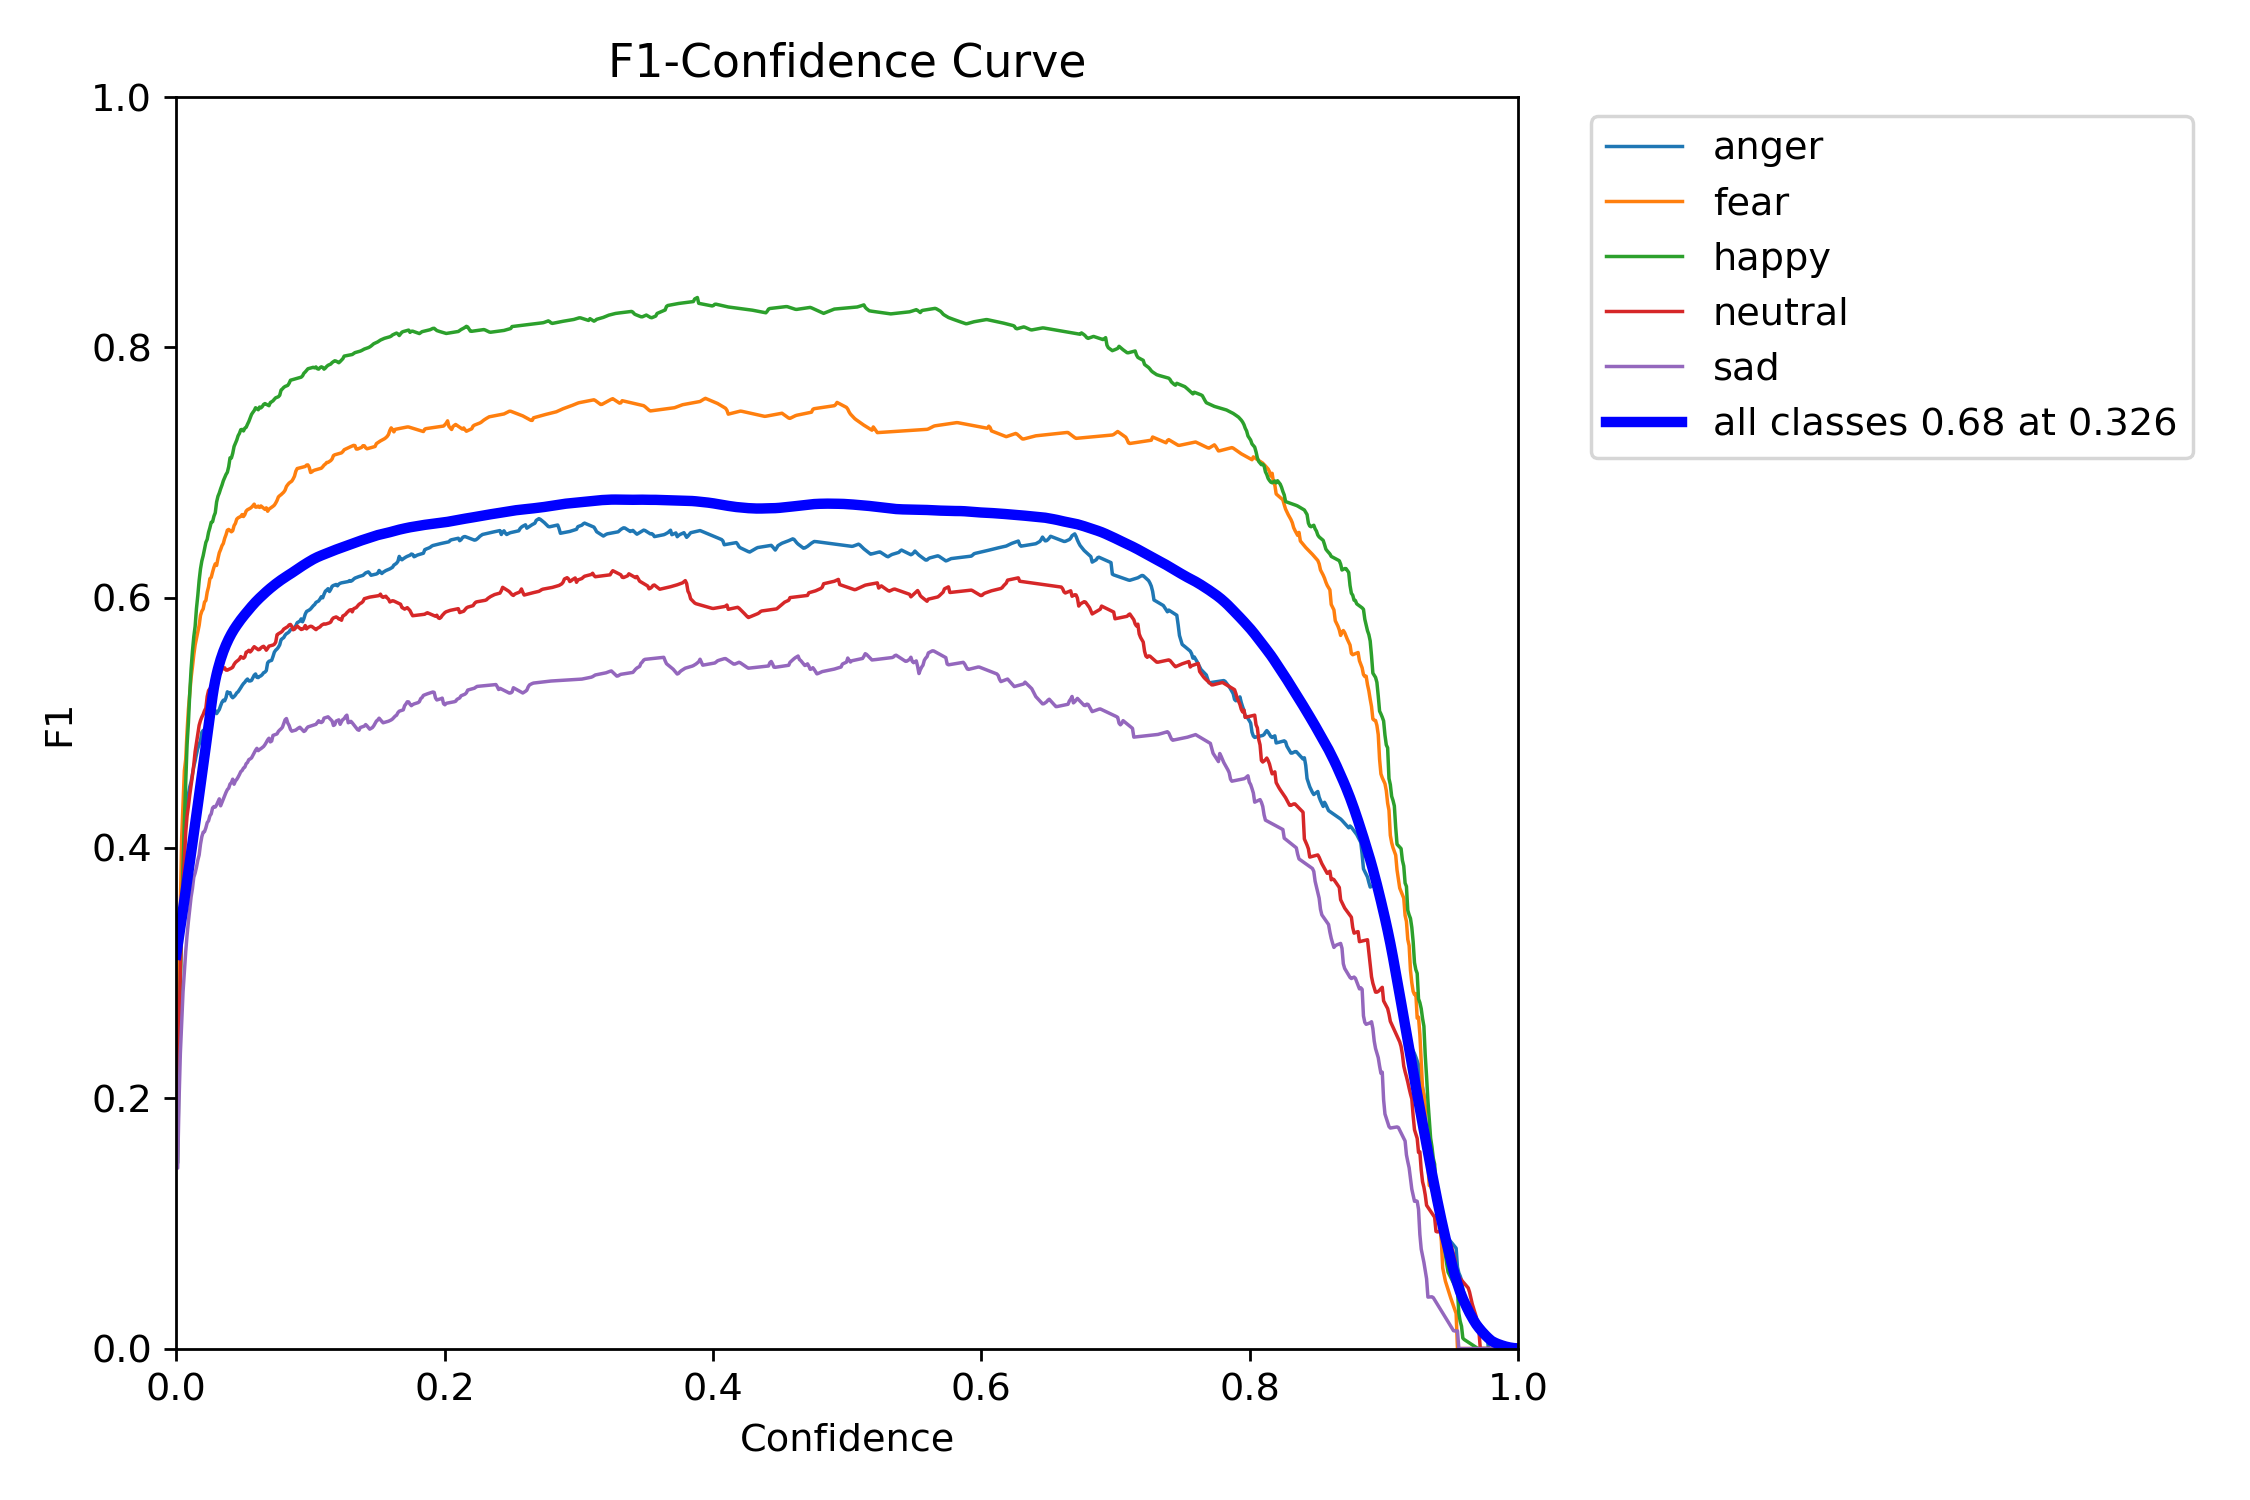 F1-Confidence Curve
1.0
0.8
0.6
0.4
0.2
0.0
F1
0.0 0.2 0.4 0.6 0.8 1.0
Confidence
anger
fear
happy
neutral
sad
all classes 0.68 at 0.326